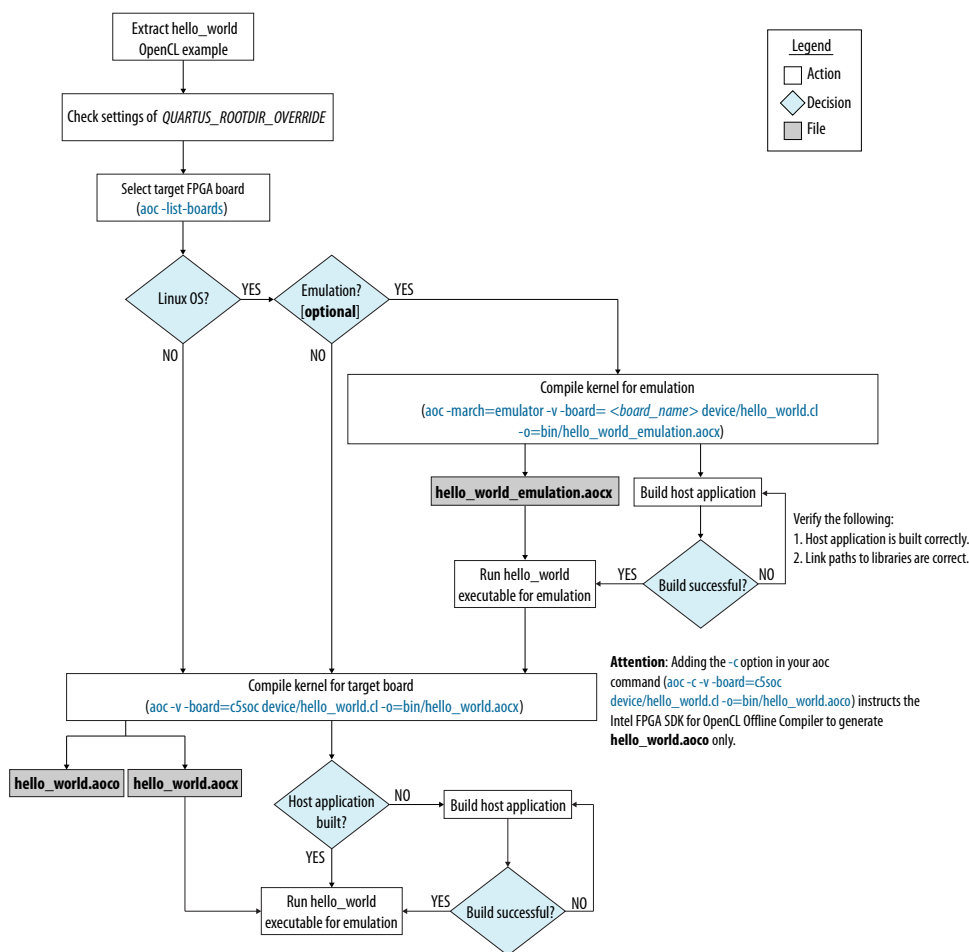 Extract hello_world
OpenCL example
Legend
Action
Decision
File
Check settings of QUARTUS_ROOTDIR_OVERRIDE
Select target FPGA board
(aoc -list-boards)
Linux OS?
YES
Emulation?
[optional]
YES
NO
NO
Compile kernel for emulation
(aoc -march=emulator -v -board= <board_name> device/hello_world.cl
-o=bin/hello_world_emulation.aocx)
hello_world_emulation.aocx
Build host application
Verify the following:
1. Host application is built correctly.
2. Link paths to libraries are correct.
Run hello_world
executable for emulation
YES
Build successful?
NO
Attention: Adding the -c option in your aoc
command (aoc -c -v -board=c5soc
device/hello_world.cl -o=bin/hello_world.aoco) instructs the
Intel FPGA SDK for OpenCL Offline Compiler to generate
hello_world.aoco only.
Compile kernel for target board
(aoc -v -board=c5soc device/hello_world.cl -o=bin/hello_world.aocx)
hello_world.aoco
hello_world.aocx
Host application
built?
NO
Build host application
YES
Run hello_world
executable for emulation
YES
Build successful?
NO